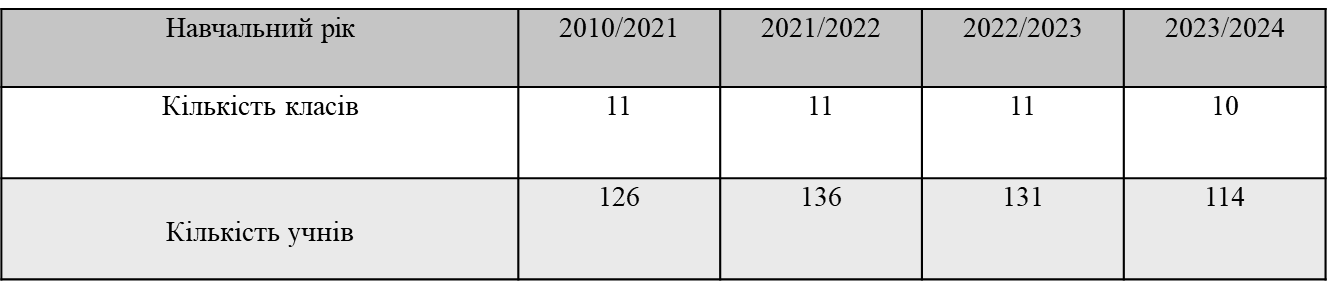 Навчальний рік 2010/2021 2021/2022 2022/2023 2023/2024
Кількість класів 11 11 11 10
Кількість учнів 126 136 131 114